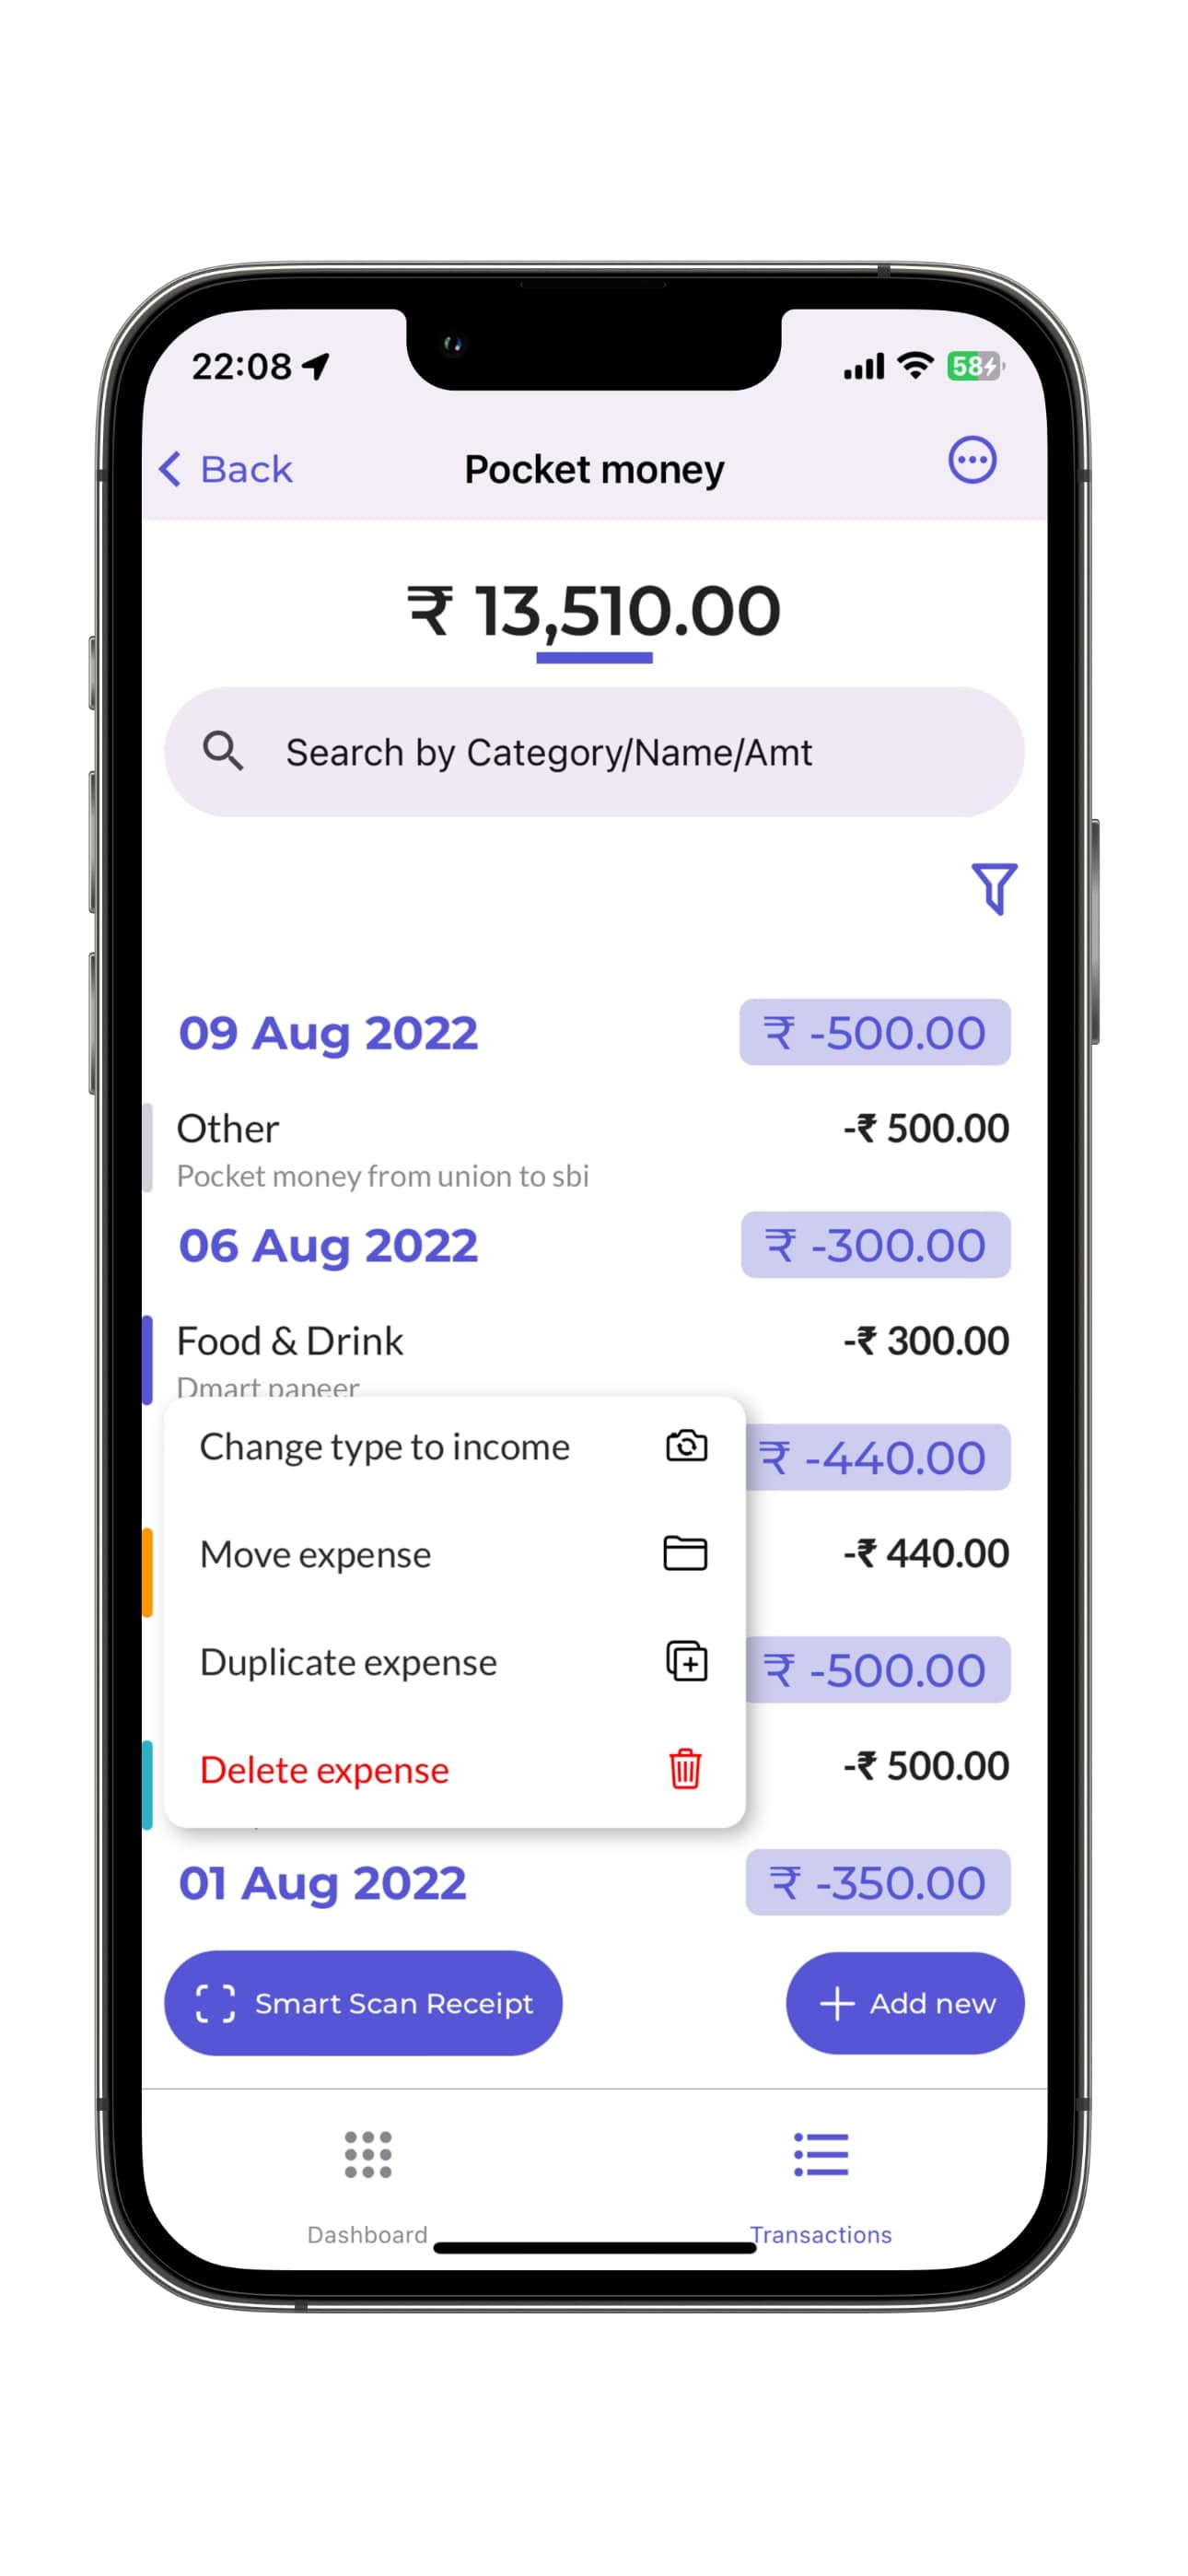 22:08
58
Back
Pocket money
₹ 13,510.00
Search by Category/Name/Amt
09 Aug 2022
₹ -500.00
Other
-₹ 500.00
Pocket money from union to sbi
06 Aug 2022
₹ -300.00
Food & Drink
-₹ 300.00
Dmart paneer
Change type to income
₹ -440.00
Move expense
-₹ 440.00
Duplicate expense
₹ -500.00
Delete expense
-₹ 500.00
01 Aug 2022
₹ -350.00
Smart Scan Receipt
Add new
Dashboard
Transactions